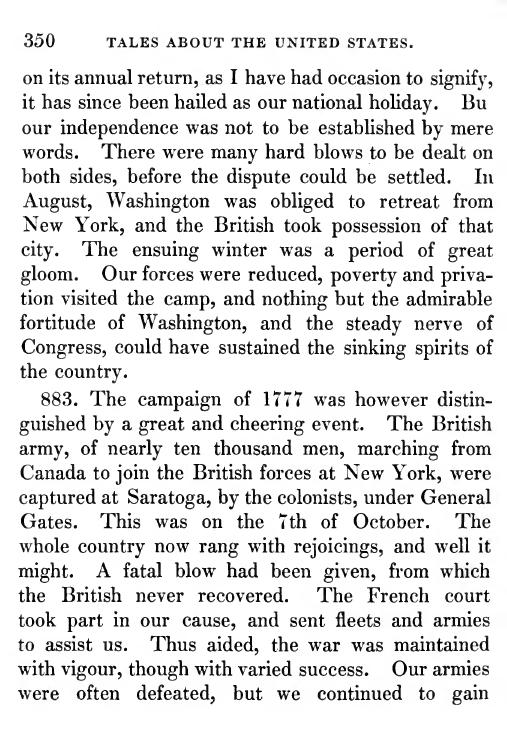 350 TALES ABOUT THE UNITED STATES.
on its annual return, as I have had occasion to signify,
it has since been hailed as our national holiday. Bu
our independence was not to be established by mere
words. There were many hard blows to be dealt on
both sides, before the dispute could be settled. In
August, Washington was obliged to retreat from
New York, and the British took possession of that
city. The ensuing winter was a period of great
gloom. Our forces were reduced, poverty and priva-
tion visited the camp, and nothing but the admirable
fortitude of Washington, and the steady nerve of
Congress, could have sustained the sinking spirits of
the country.
883. The campaign of 1777 was however distin-
guished by a great and cheering event. The British
army, of nearly ten thousand men, marching from
Canada to join the British forces at New York, were
captured at Saratoga, by the colonists, under General
Gates. This was on the 7th of October. The
whole country now rang with rejoicings, and well it
might. A fatal blow had been given, from which
the British never recovered. The French court
took part in our cause, and sent fleets and armies
to assist us. Thus aided, the war was maintained
with vigour, though with varied success. Our armies
were often defeated, but we continued to gain